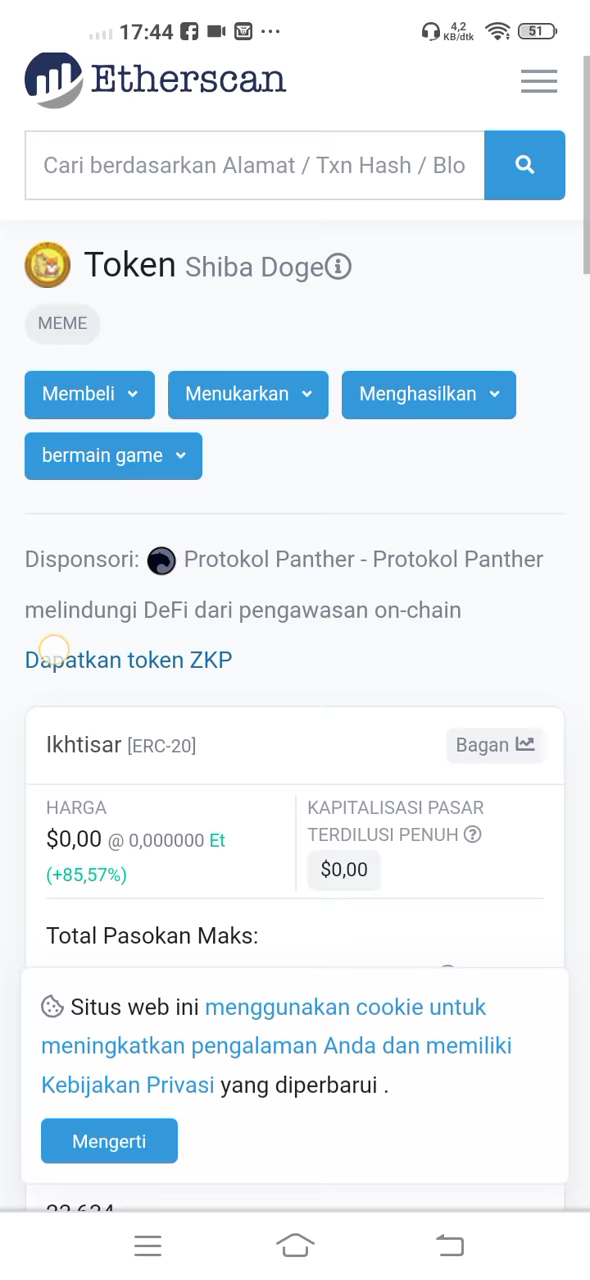 17:44 ... 4,2 KB/dtk 51
Etherscan
Cari berdasarkan Alamat / Txn Hash / Blo
Token Shiba Doge
MEME
Membeli Menukarkan Menghasilkan
bermain game
Disponsori: Protokol Panther - Protokol Panther
melindungi DeFi dari pengawasan on-chain
Dapatkan token ZKP
Ikhtisar [ERC-20] Bagan
HARGA
$0,00 @ 0,000000 Et
(+85,57%)
KAPITALISASI PASAR
TERDILUSI PENUH
$0,00
Total Pasokan Maks:
Situs web ini menggunakan cookie untuk
meningkatkan pengalaman Anda dan memiliki
Kebijakan Privasi yang diperbarui .
Mengerti